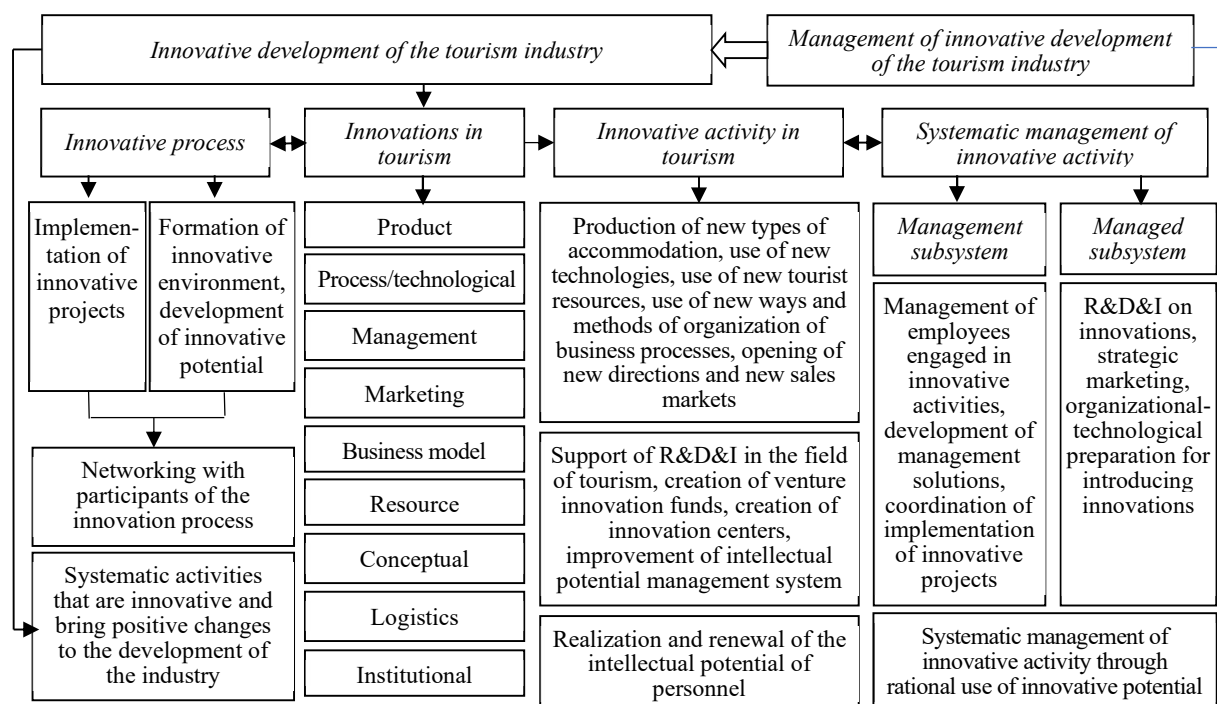 Innovative development of the tourism industry
Management of innovative development
of the tourism industry
Innovative process
Innovations in
tourism
Innovative activity in
tourism
Systematic management of
innovative activity
Implemen-
tation of
innovative
projects
Formation of
innovative
environment,
development
of innovative
potential
Networking with
participants of the
innovation process
Systematic activities
that are innovative and
bring positive changes
to the development of
the industry
Product
Process/technological
Management
Marketing
Business model
Resource
Conceptual
Logistics
Institutional
Production of new types of
accommodation, use of new
technologies, use of new tourist
resources, use of new ways and
methods of organization of
business processes, opening of
new directions and new sales
markets
Support of R&D&I in the field
of tourism, creation of venture
innovation funds, creation of
innovation centers,
improvement of intellectual
potential management system
Realization and renewal of the
intellectual potential of
personnel
Management
subsystem
Managed
subsystem
Management of
employees
engaged in
innovative
activities,
development of
management
solutions,
coordination of
implementation
of innovative
projects
R&D&I on
innovations,
strategic
marketing,
organizational-
technological
preparation for
introducing
innovations
Systematic management of
innovative activity through
rational use of innovative potential